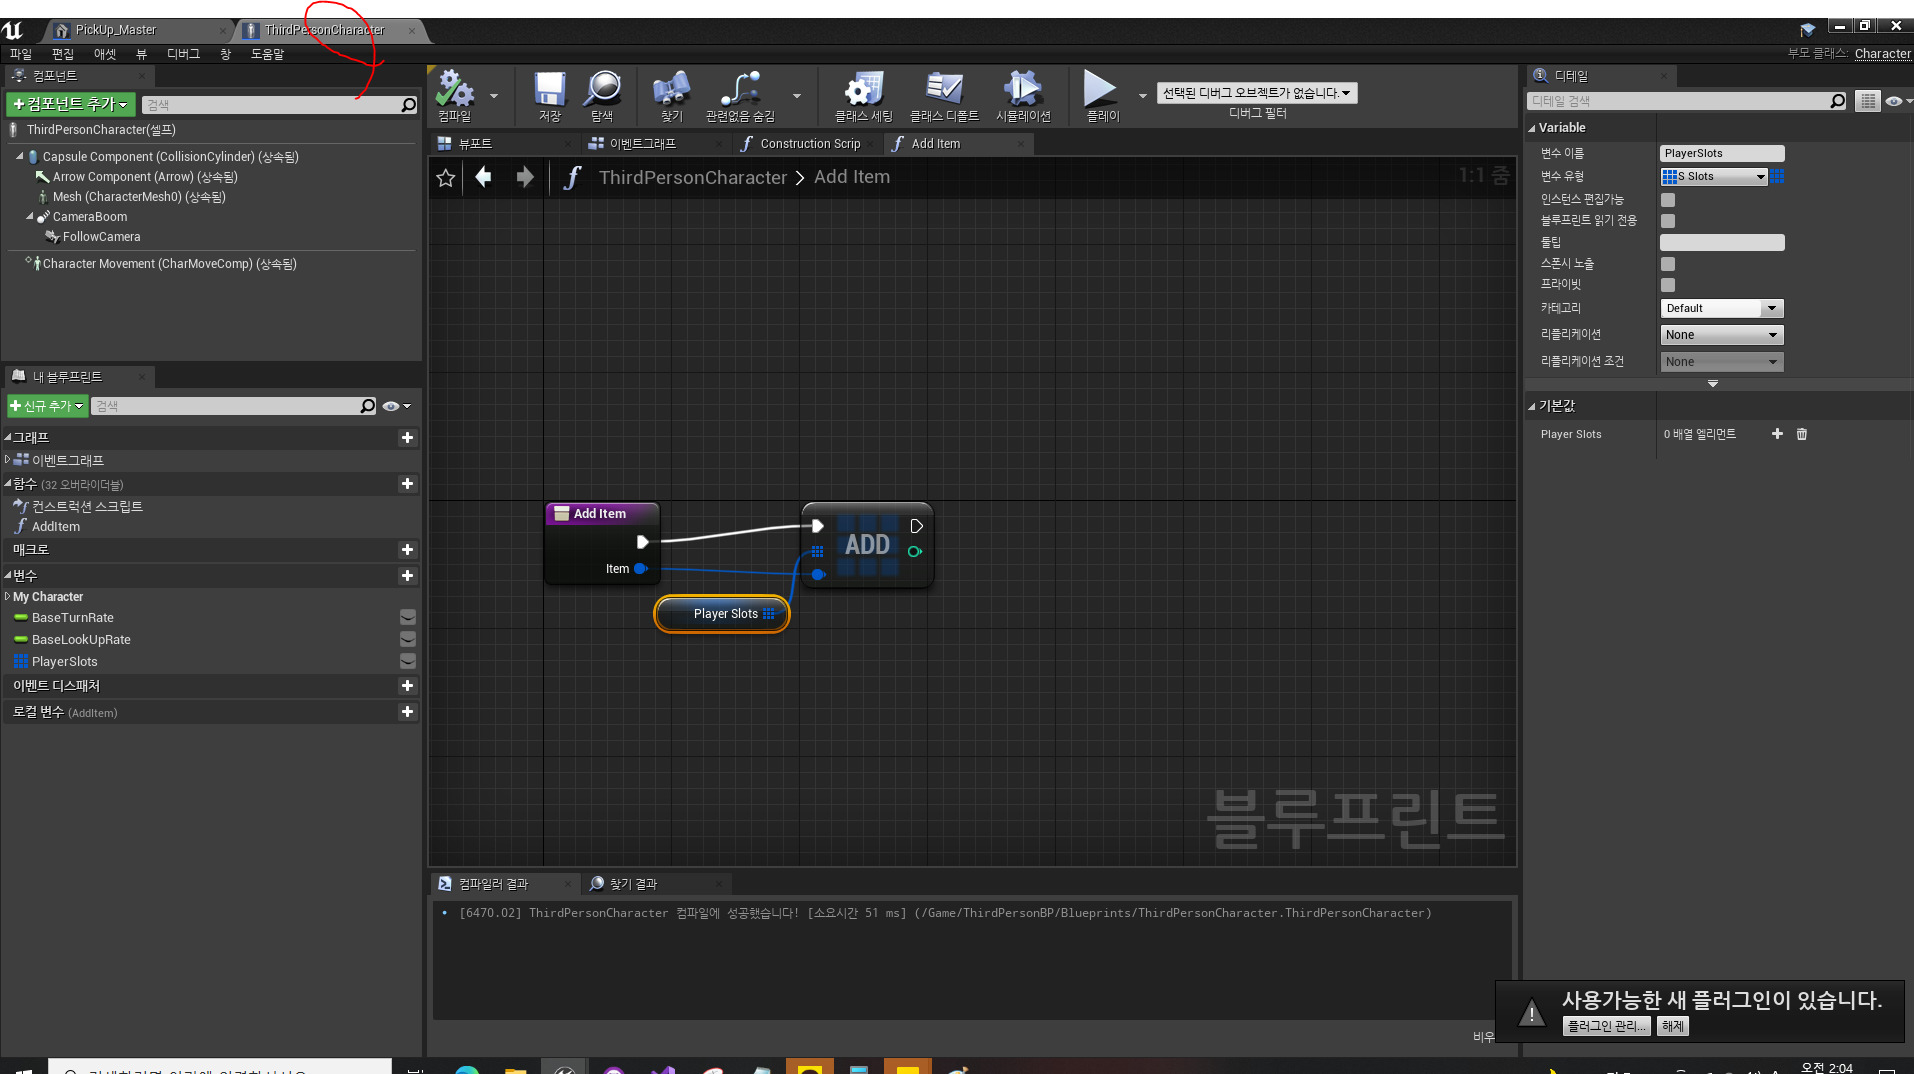 PickUp_Master
ThirdPersonCharacter
파일 편집 애셋 뷰 디버그 창 도움말
부모 클래스: Character
컴포넌트
+컴포넌트 추가
검색
ThirdPersonCharacter(셀프)
Capsule Component (CollisionCylinder) (상속됨)
Arrow Component (Arrow) (상속됨)
Mesh (CharacterMesh0) (상속됨)
CameraBoom
FollowCamera
Character Movement (CharMoveComp) (상속됨)
내 블루프린트
+신규 추가
검색
그래프
이벤트그래프
함수 (32 오버라이더블)
컨스트럭션 스크립트
AddItem
매크로
변수
My Character
BaseTurnRate
BaseLookUpRate
PlayerSlots
이벤트 디스패처
로컬 변수 (AddItem)
컴파일
저장
탐색
찾기
관련없음 숨김
클래스 세팅
클래스 디폴트
시뮬레이션
플레이
선택된 디버그 오브젝트가 없습니다.
디버그 필터
뷰포트
이벤트그래프
Construction Scrip
Add Item
ThirdPersonCharacter > Add Item
1:1 줌
Add Item
Item
ADD
Player Slots
블루프린트
컴파일러 결과
찾기 결과
[6470.02] ThirdPersonCharacter 컴파일에 성공했습니다! [소요시간 51 ms] (/Game/ThirdPersonBP/Blueprints/ThirdPersonCharacter.ThirdPersonCharacter)
디테일
디테일 검색
Variable
변수 이름 PlayerSlots
변수 유형 S Slots
인스턴스 편집가능
블루프린트 읽기 전용
툴팁
스폰시 노출
프라이빗
카테고리 Default
리플리케이션 None
리플리케이션 조건 None
기본값
Player Slots 0 배열 엘리먼트
사용가능한 새 플러그인이 있습니다.
플러그인 관리... 해제
비우
오전 2:04